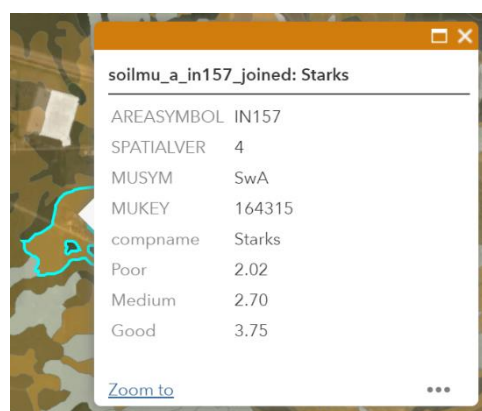 soilmu_a_in157_joined: Starks
AREASYMBOL IN157
SPATIALVER 4
MUSYM SwA
MUKEY 164315
compname Starks
Poor 2.02
Medium 2.70
Good 3.75
Zoom to